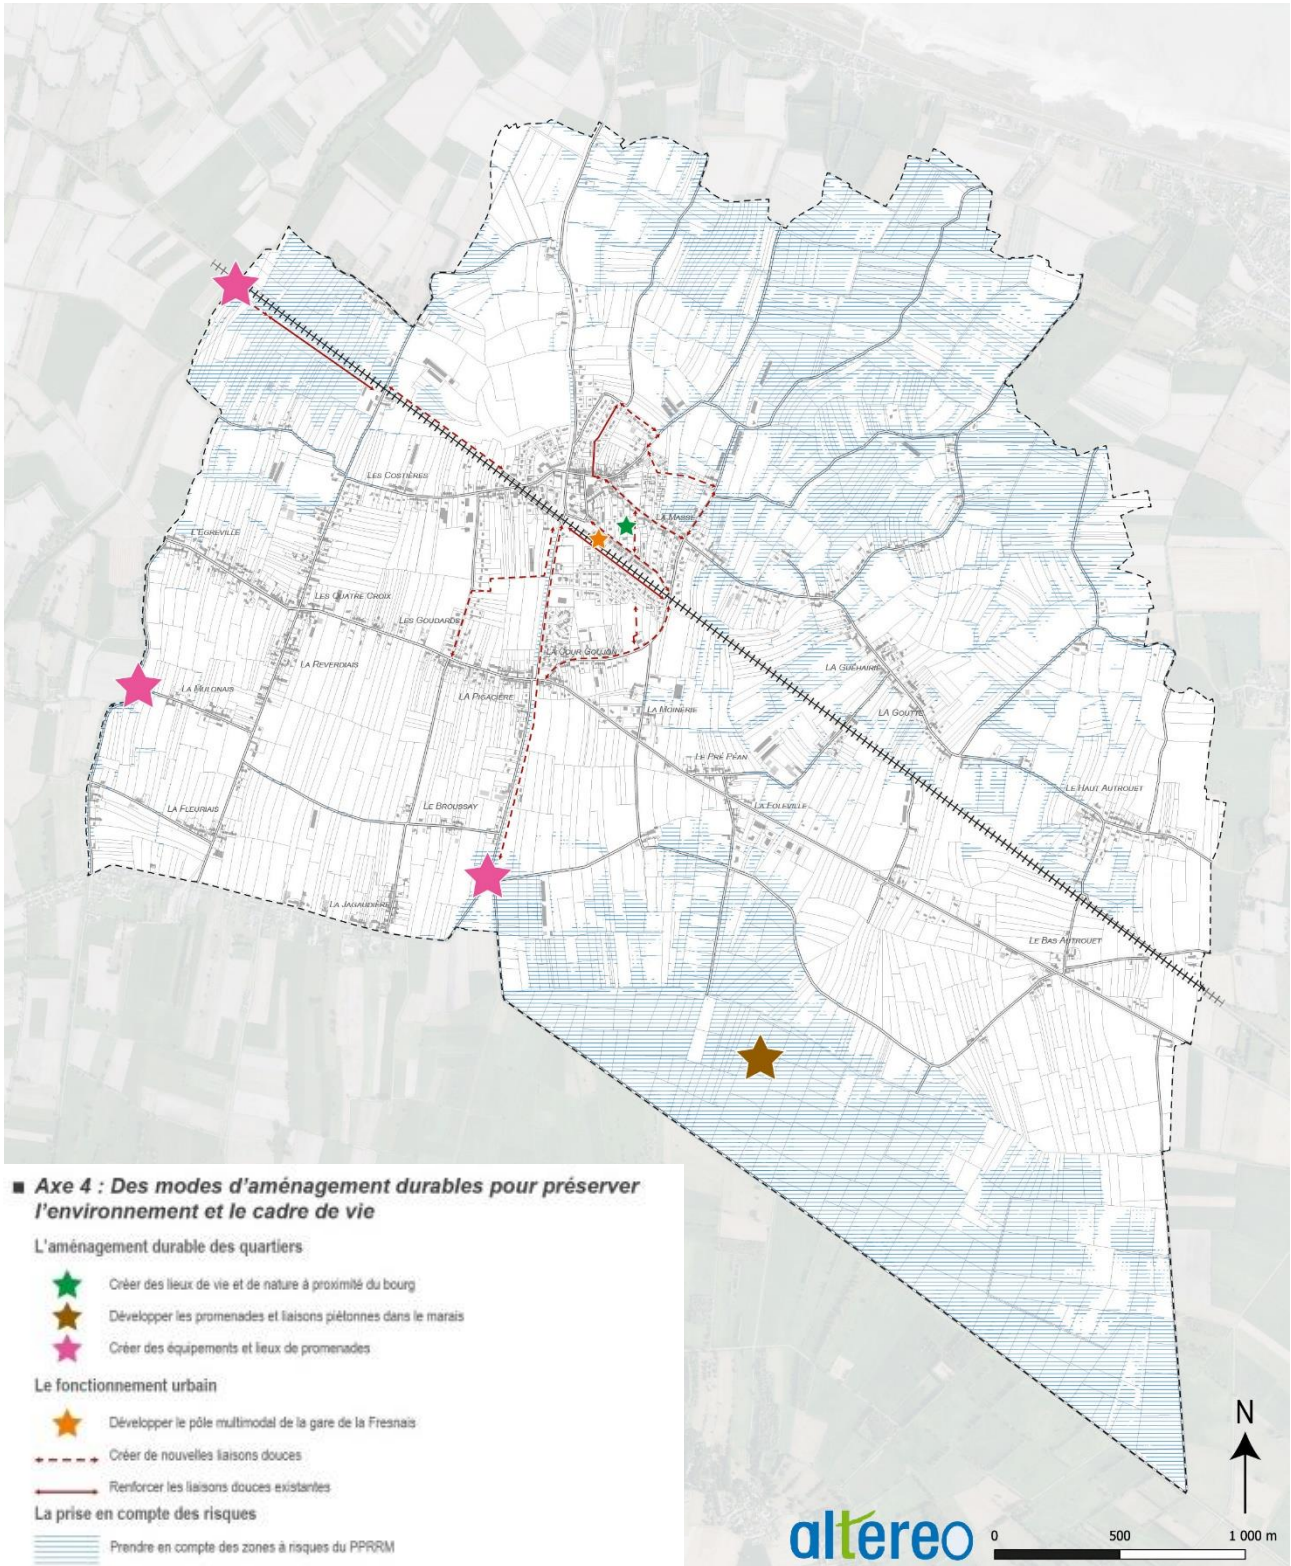 LES COSTIÈRES
LA MASSE
L'EGREVILLE
LES QUATRE CROIX
LES GOUDARDS
LA COUR GOUJON
LA REVERDIAIS
LA GUÉHAIRIE
LA MULONAIS
LA PIGACIÈRE
LA MOINERIE
LA GOUTTE
LE PRÉ PÉAN
LE HAUT AUTROUET
LA FLEURIAIS
LE BROUSSAY
LA FOLEVILLE
LA JAGAUDIÈRE
LE BAS AUTROUET
■ Axe 4 : Des modes d'aménagement durables pour préserver
l'environnement et le cadre de vie
L'aménagement durable des quartiers
Créer des lieux de vie et de nature à proximité du bourg
Développer les promenades et liaisons piétonnes dans le marais
Créer des équipements et lieux de promenades
Le fonctionnement urbain
Développer le pôle multimodal de la gare de la Fresnais
Créer de nouvelles liaisons douces
Renforcer les liaisons douces existantes
La prise en compte des risques
Prendre en compte des zones à risques du PPRRM
N
altereo
0 500 1 000 m